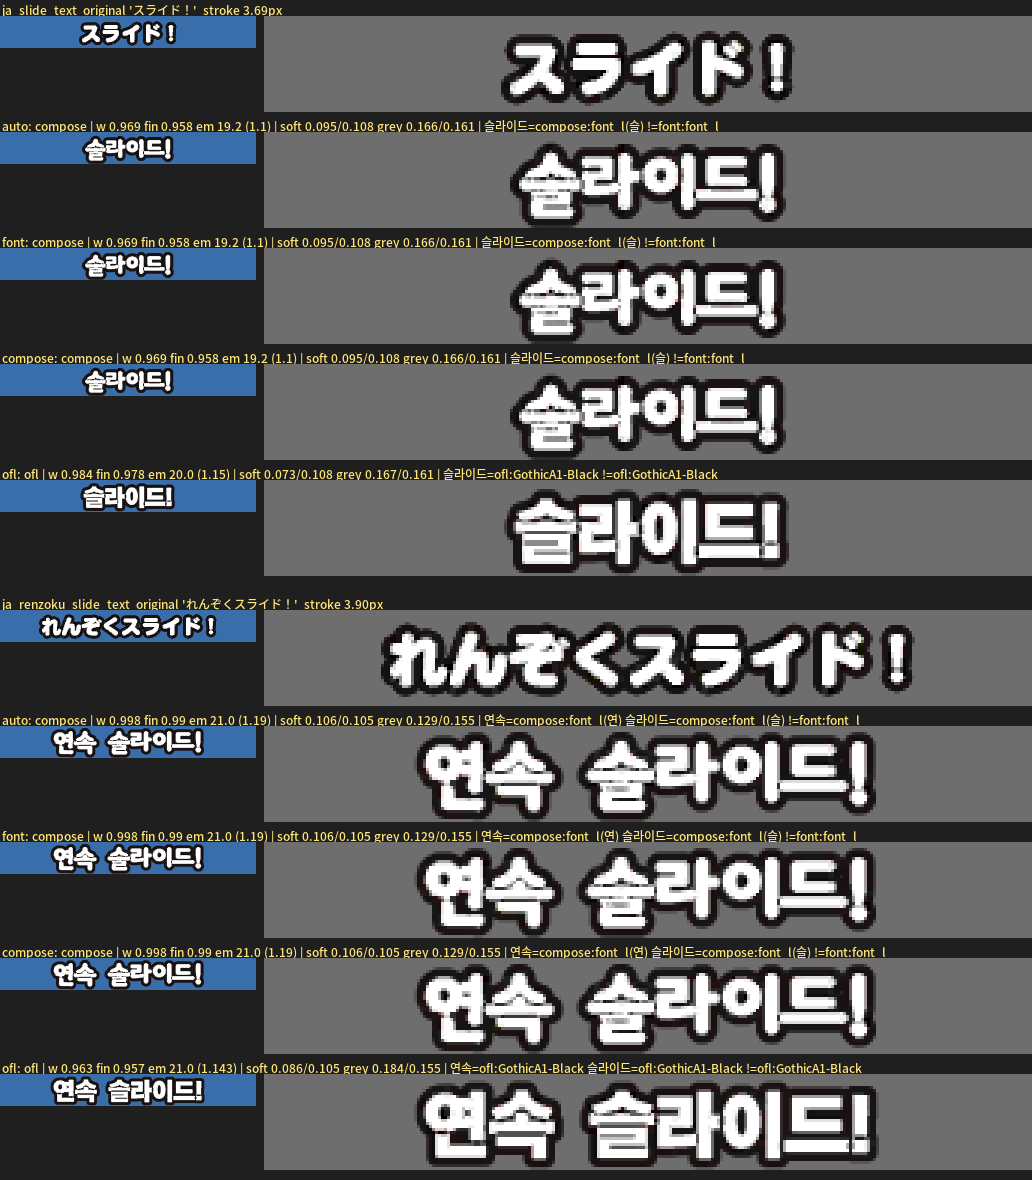 ja_slide_text_original 'スライド！' stroke 3.69px
スライド！ スライド！
auto: compose | w 0.969 fin 0.958 em 19.2 (1.1) | soft 0.095/0.108 grey 0.166/0.161 | 슬라이드=compose:font_l(슬) !=font:font_l
슬라이드! 슬라이드!
font: compose | w 0.969 fin 0.958 em 19.2 (1.1) | soft 0.095/0.108 grey 0.166/0.161 | 슬라이드=compose:font_l(슬) !=font:font_l
슬라이드! 슬라이드!
compose: compose | w 0.969 fin 0.958 em 19.2 (1.1) | soft 0.095/0.108 grey 0.166/0.161 | 슬라이드=compose:font_l(슬) !=font:font_l
슬라이드! 슬라이드!
ofl: ofl | w 0.984 fin 0.978 em 20.0 (1.15) | soft 0.073/0.108 grey 0.167/0.161 | 슬라이드=ofl:GothicA1-Black !=ofl:GothicA1-Black
슬라이드! 슬라이드!
ja_renzoku_slide_text_original 'れんぞくスライド！' stroke 3.90px
れんぞくスライド！ れんぞくスライド！
auto: compose | w 0.998 fin 0.99 em 21.0 (1.19) | soft 0.106/0.105 grey 0.129/0.155 | 연속=compose:font_l(연) 슬라이드=compose:font_l(슬) !=font:font_l
연속 슬라이드! 연속 슬라이드!
font: compose | w 0.998 fin 0.99 em 21.0 (1.19) | soft 0.106/0.105 grey 0.129/0.155 | 연속=compose:font_l(연) 슬라이드=compose:font_l(슬) !=font:font_l
연속 슬라이드! 연속 슬라이드!
compose: compose | w 0.998 fin 0.99 em 21.0 (1.19) | soft 0.106/0.105 grey 0.129/0.155 | 연속=compose:font_l(연) 슬라이드=compose:font_l(슬) !=font:font_l
연속 슬라이드! 연속 슬라이드!
ofl: ofl | w 0.963 fin 0.957 em 21.0 (1.143) | soft 0.086/0.105 grey 0.184/0.155 | 연속=ofl:GothicA1-Black 슬라이드=ofl:GothicA1-Black !=ofl:GothicA1-Black
연속 슬라이드! 연속 슬라이드!